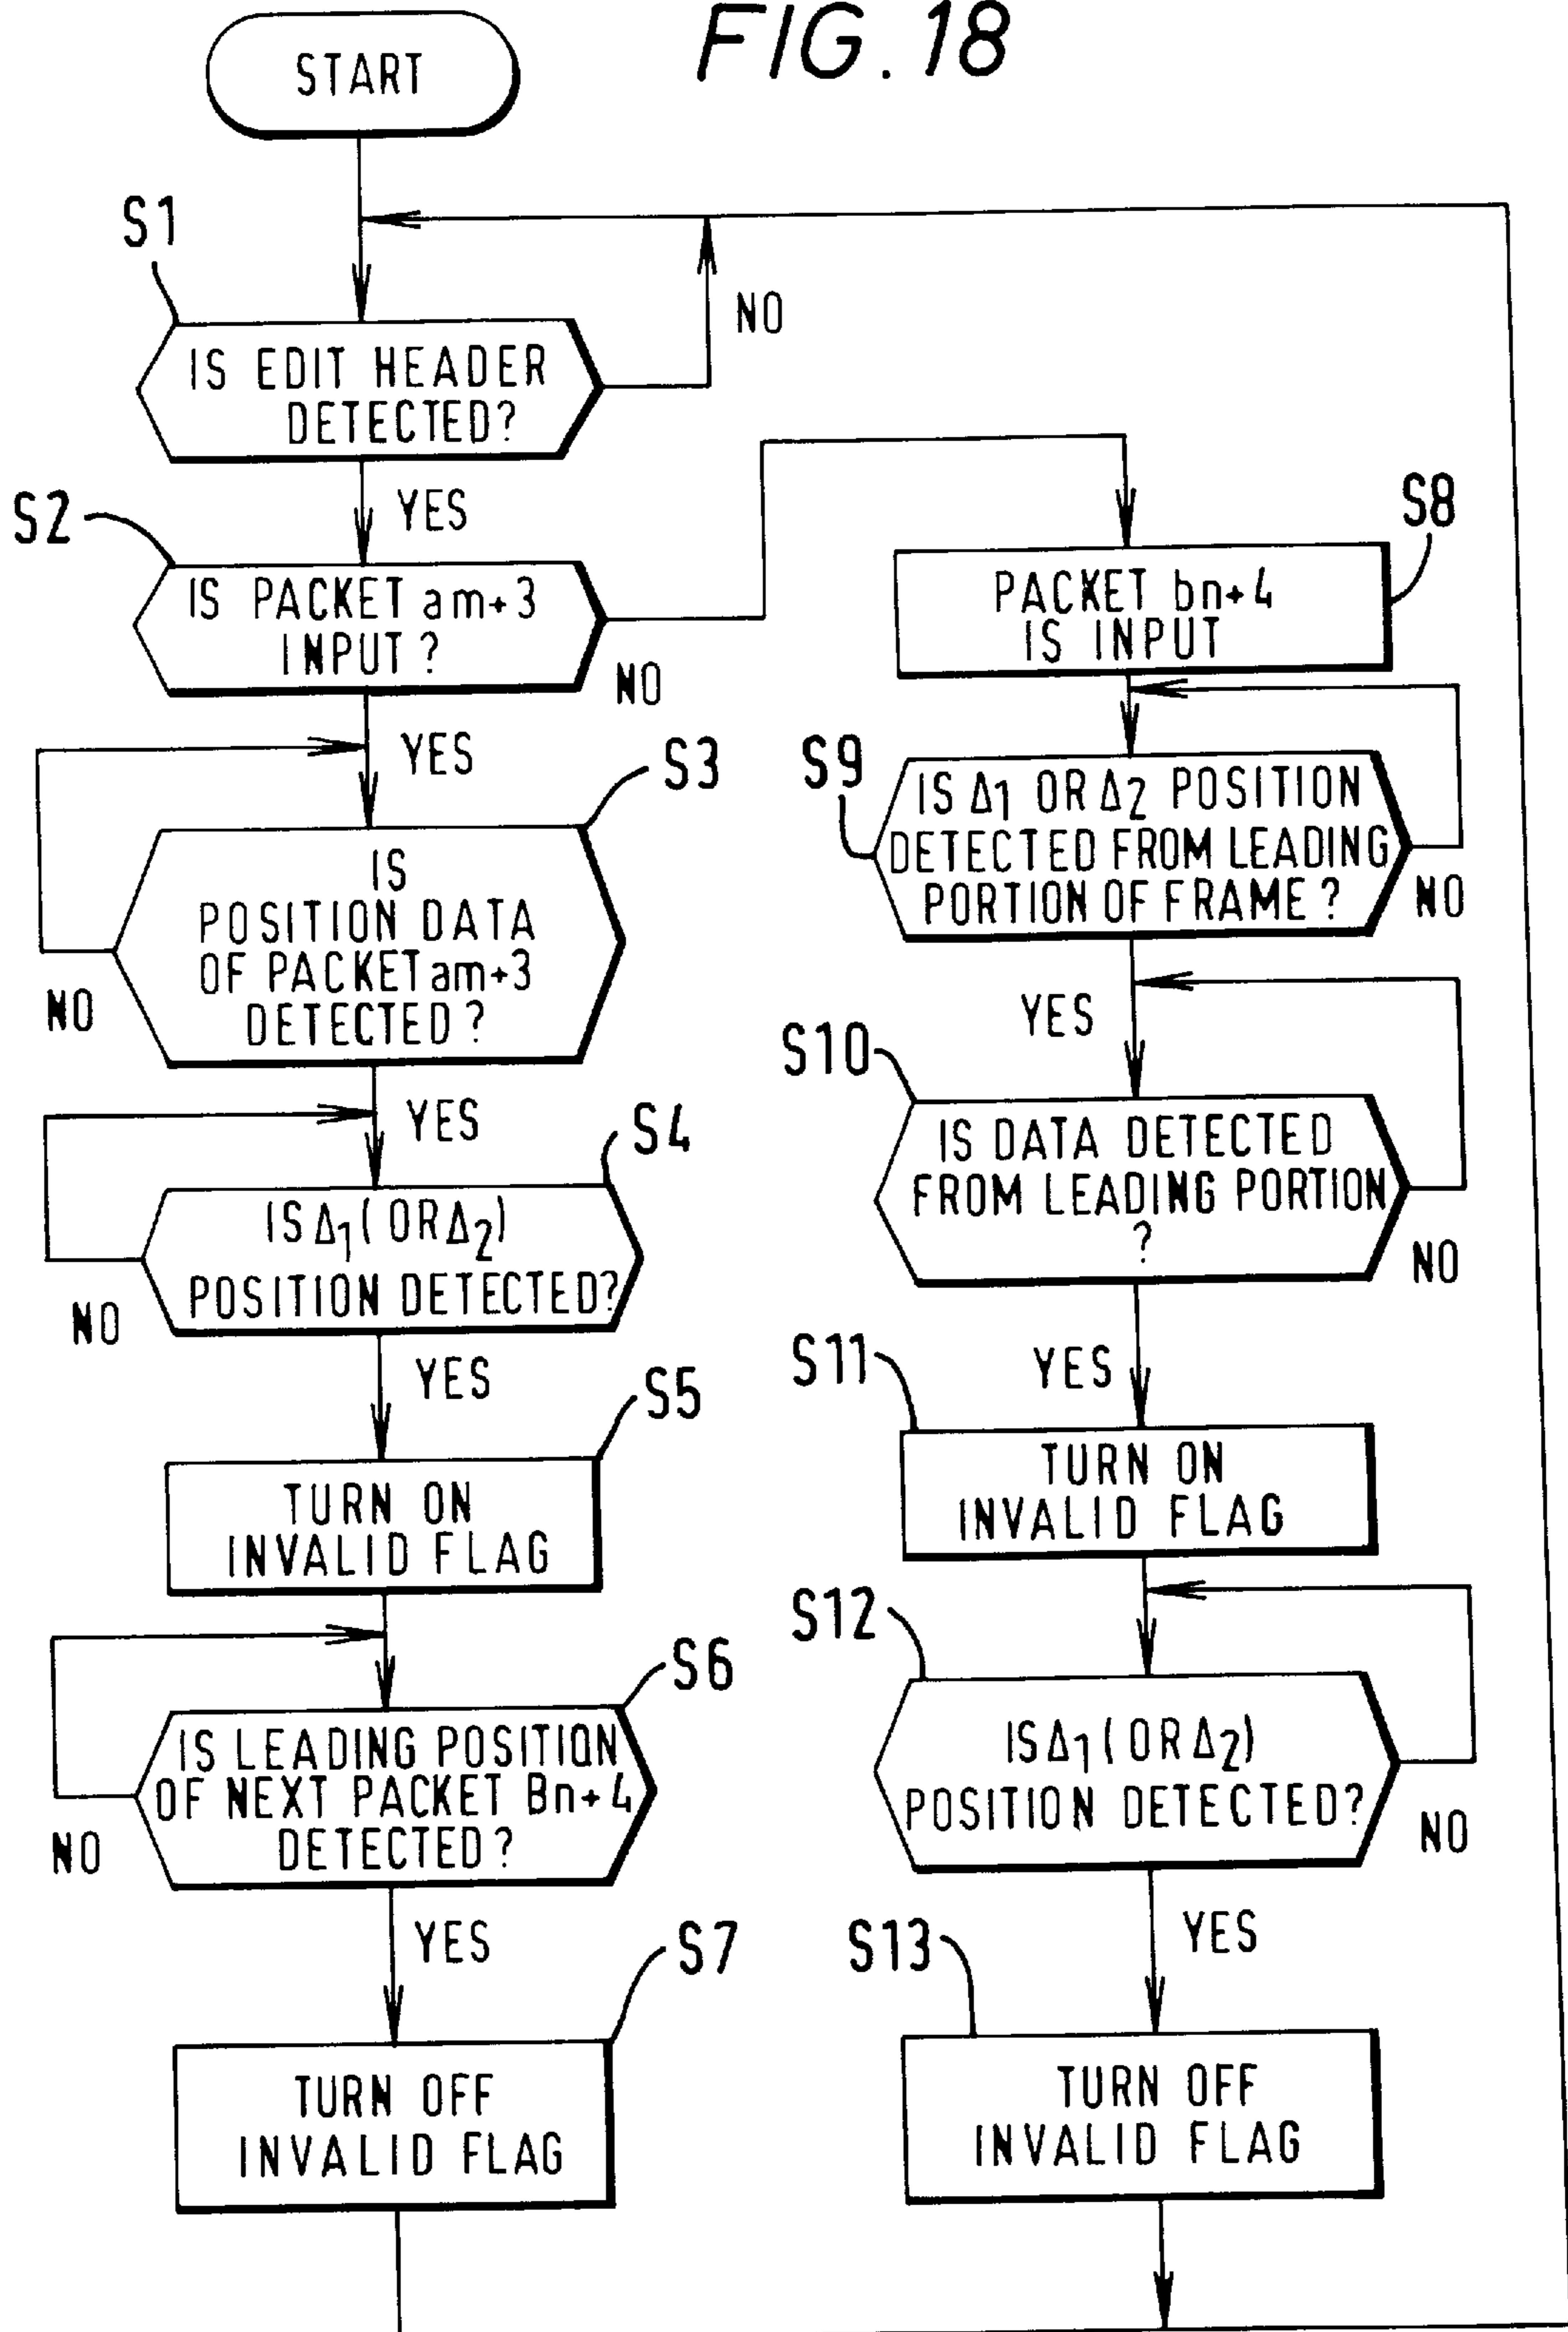 FIG. 18
START
S1
IS EDIT HEADER
DETECTED?
NO
YES
S2
IS PACKET am+3
INPUT?
NO
YES
S3
IS
POSITION DATA
OF PACKET am+3
DETECTED?
NO
YES
S4
IS Δ1 (OR Δ2)
POSITION DETECTED?
NO
YES
S5
TURN ON
INVALID FLAG
S6
IS LEADING POSITION
OF NEXT PACKET Bn+4
DETECTED?
NO
YES
S7
TURN OFF
INVALID FLAG
S8
PACKET bn+4
IS INPUT
S9
IS Δ1 OR Δ2 POSITION
DETECTED FROM LEADING
PORTION OF FRAME?
NO
YES
S10
IS DATA DETECTED
FROM LEADING PORTION
?
NO
YES
S11
TURN ON
INVALID FLAG
S12
IS Δ1 (OR Δ2)
POSITION DETECTED?
NO
YES
S13
TURN OFF
INVALID FLAG